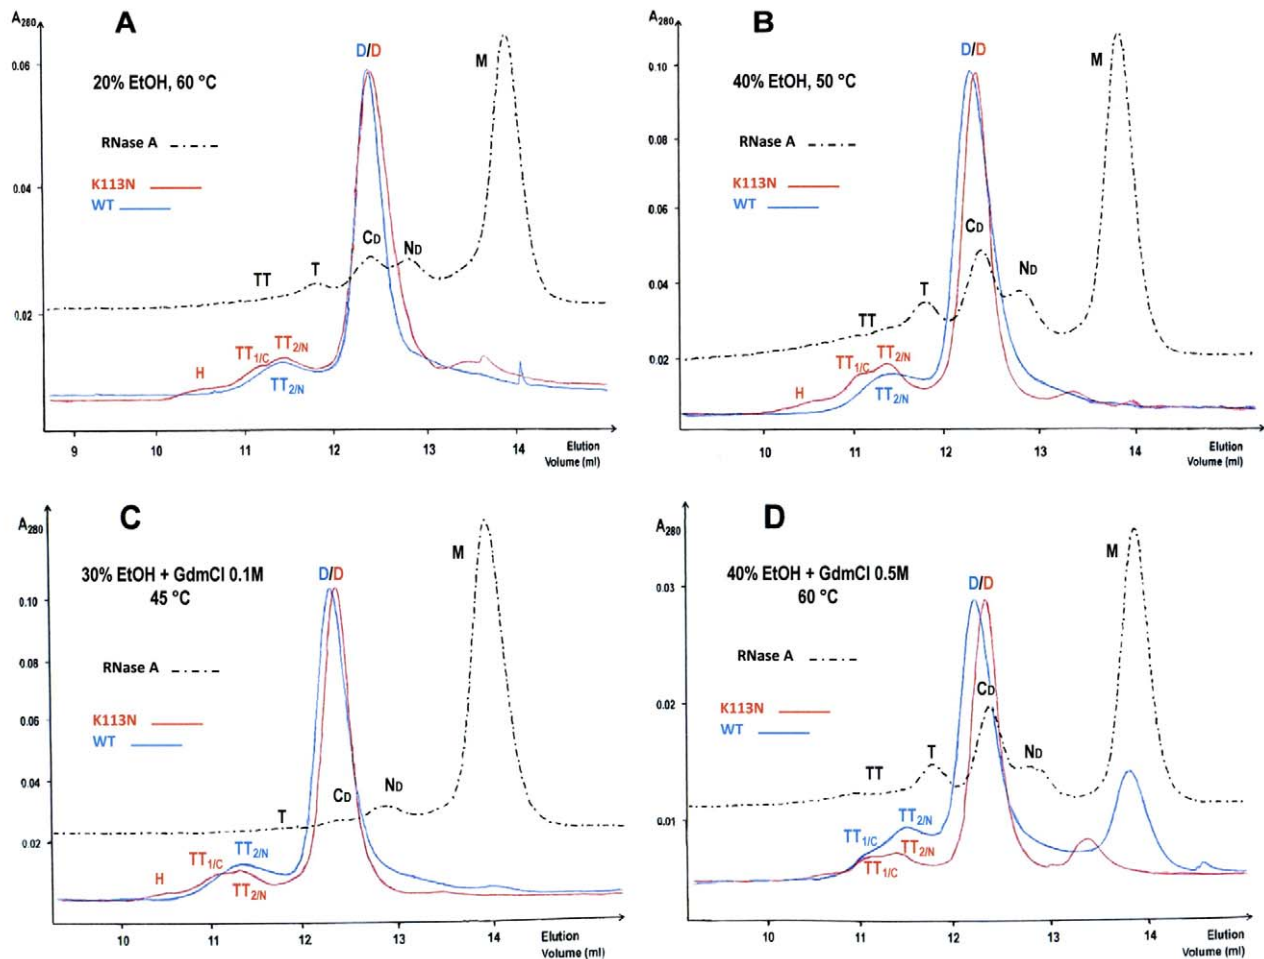 A
A280
D/D
M
0.06
20% EtOH, 60 °C
RNase A
K113N
WT
0.04
CD
ND
T
TT
0.02
TT2/N
TT1/C
H
TT2/N
9
10
11
12
13
14
Elution
Volume (ml)
B
A280
D/D
M
0.10
40% EtOH, 50 °C
0.08
RNase A
K113N
WT
0.06
CD
ND
0.04
T
TT
0.02
TT1/C
TT2/N
H
TT2/N
10
11
12
13
14
Elution
Volume (ml)
C
A280
M
30% EtOH + GdmCl 0.1M
45 °C
D/D
0.10
RNase A
0.08
K113N
WT
0.06
0.04
CD
ND
T
0.02
TT1/C
TT2/N
H
TT2/N
10
11
12
13
14
Elution
Volume (ml)
D
A280
M
40% EtOH + GdmCl 0.5M
60 °C
D/D
0.03
RNase A
K113N
WT
CD
0.02
T
ND
TT
0.01
TT2/N
TT1/C
TT2/N
TT1/C
10
11
12
13
14
Elution
Volume (ml)